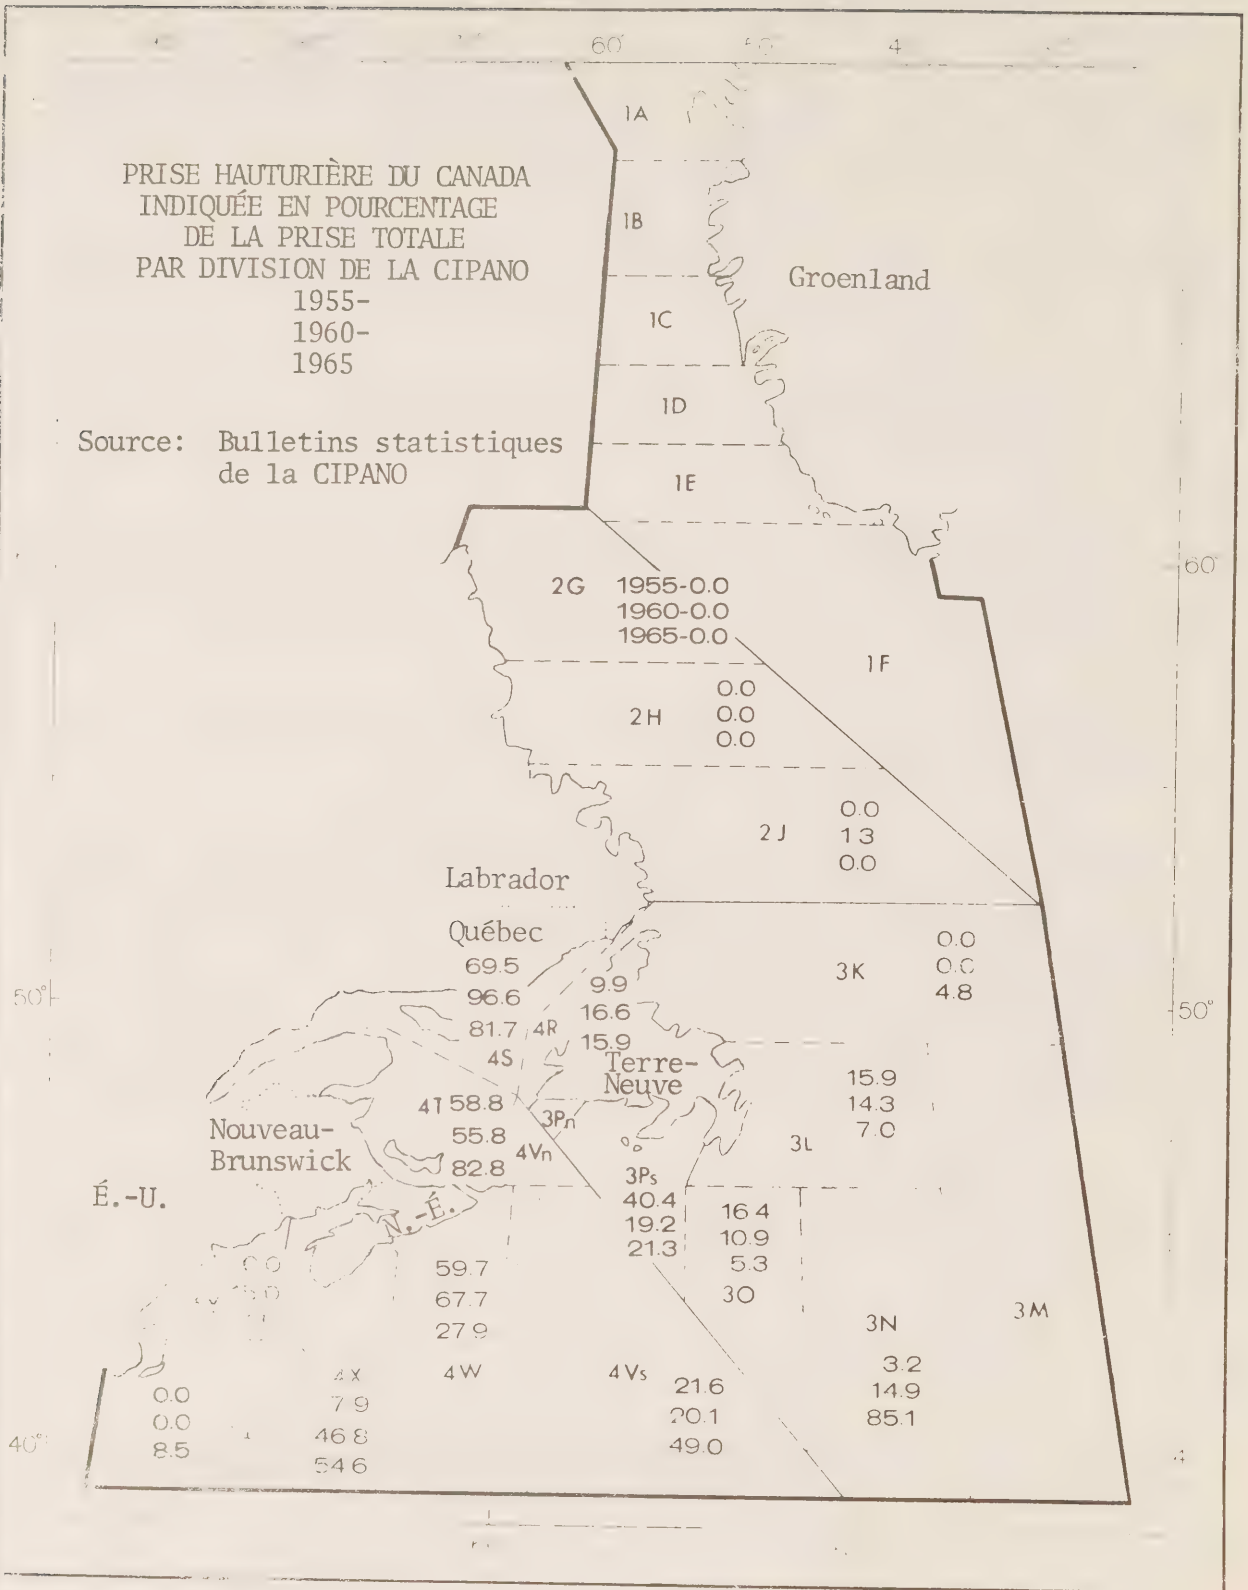 60°
1A
PRISE HAUTURIÈRE DU CANADA
INDIQUÉE EN POURCENTAGE
DE LA PRISE TOTALE
PAR DIVISION DE LA CIPANO
1955-
1960-
1965
1B
Groenland
1C
1D
Source: Bulletins statistiques
de la CIPANO
1E
60°
2G 1955-0.0
1960-0.0
1965-0.0
1F
2H
0.0
0.0
0.0
2J
0.0
1 3
0.0
Labrador
Québec
69.5
96.6
81.7
4S
4R
9.9
16.6
15.9
3K
0.0
4.8
50°
50°
Terre-
Neuve
15.9
14.3
7.0
3L
4T 58.8
55.8
82.8
3Pn
4Vn
Nouveau-
Brunswick
É.-U.
N.-É.
3Ps
40.4
19.2
21.3
16 4
10.9
5.3
3O
59.7
67.7
27 9
4W
3M
3N
3.2
14.9
85.1
4Vs
21.6
20.1
49.0
4X
7 9
46 8
54 6
0.0
0.0
8.5
40°